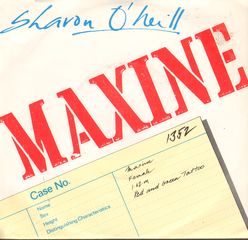 Sharon O'Neill
MAXINE
1352
Case No.
Name
Maxine
Sex
Female
Height
Distinguishing Characteristics
Red and Green Tattoo